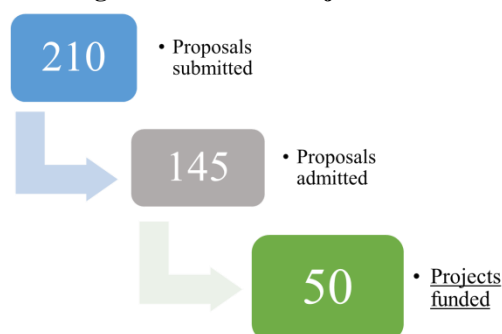 210
• Proposals
submitted
145
• Proposals
admitted
50
• Projects
funded